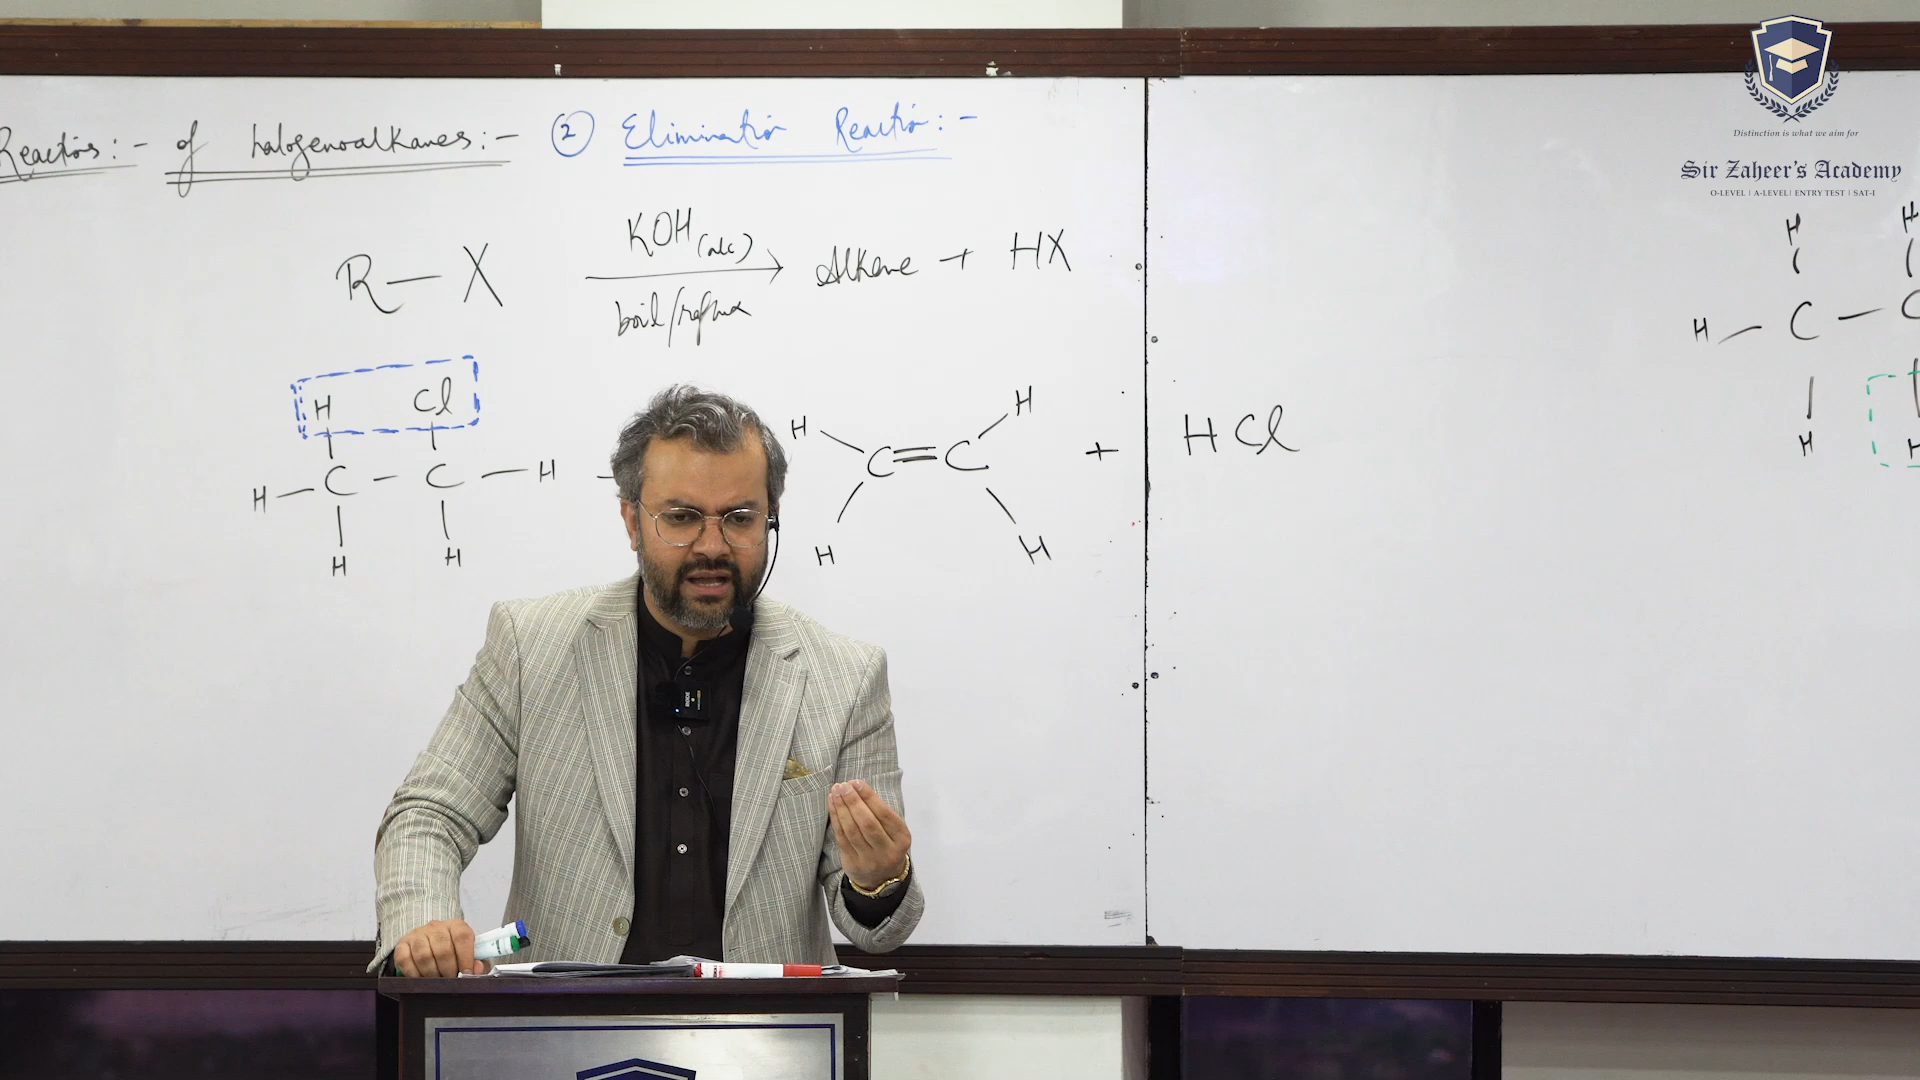 Reactions:- of halogenoalkanes:- ② Elimination Reaction:-
Distinction is what we aim for
Sir Zaheer's Academy
O-LEVEL | A-LEVEL | ENTRY TEST | SAT-I
R — X KOH (alc) Alkene + HX
boil/reflux
H Cl
H — C — C — H
H H
H H
C = C
H H
+ HCl
H H
H — C — C
H H